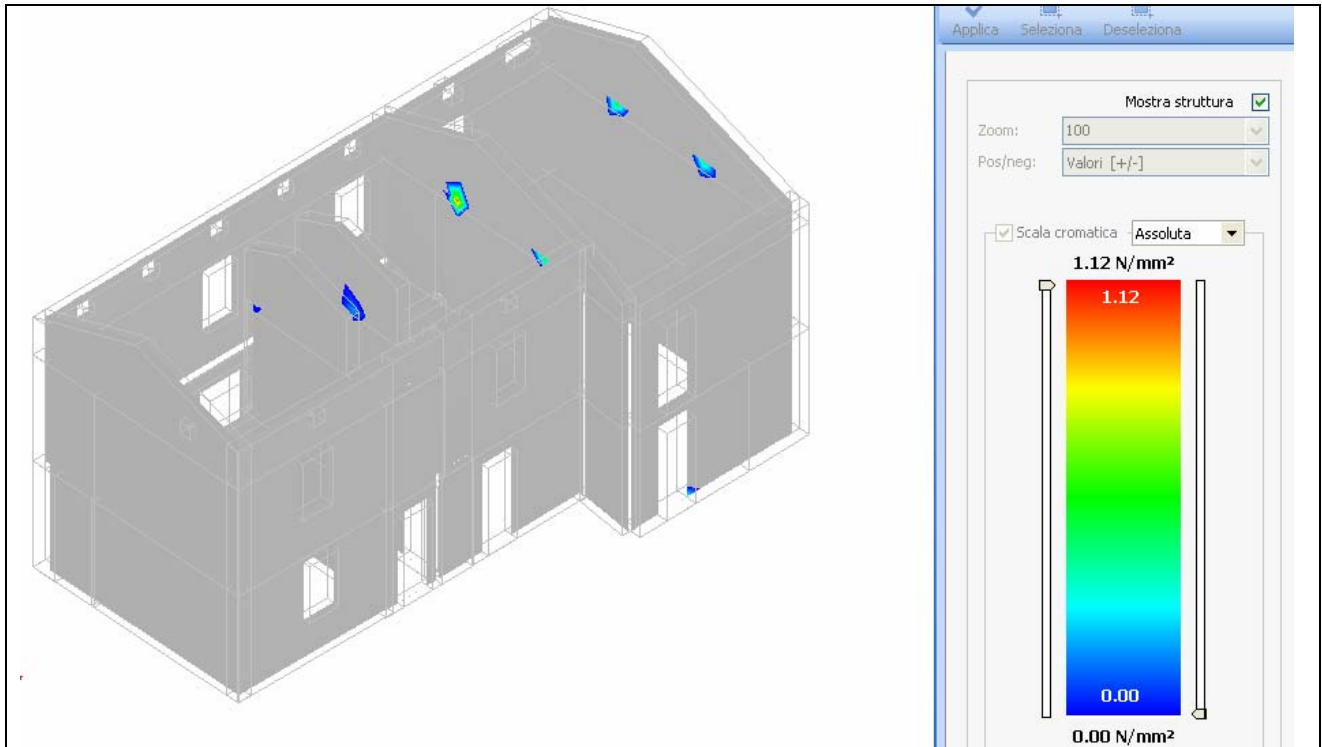 Applica Seleziona Deseleziona
Mostra struttura
Zoom: 100
Pos/neg: Valori [+/-]
Scala cromatica Assoluta
1.12 N/mm²
1.12
0.00
0.00 N/mm²